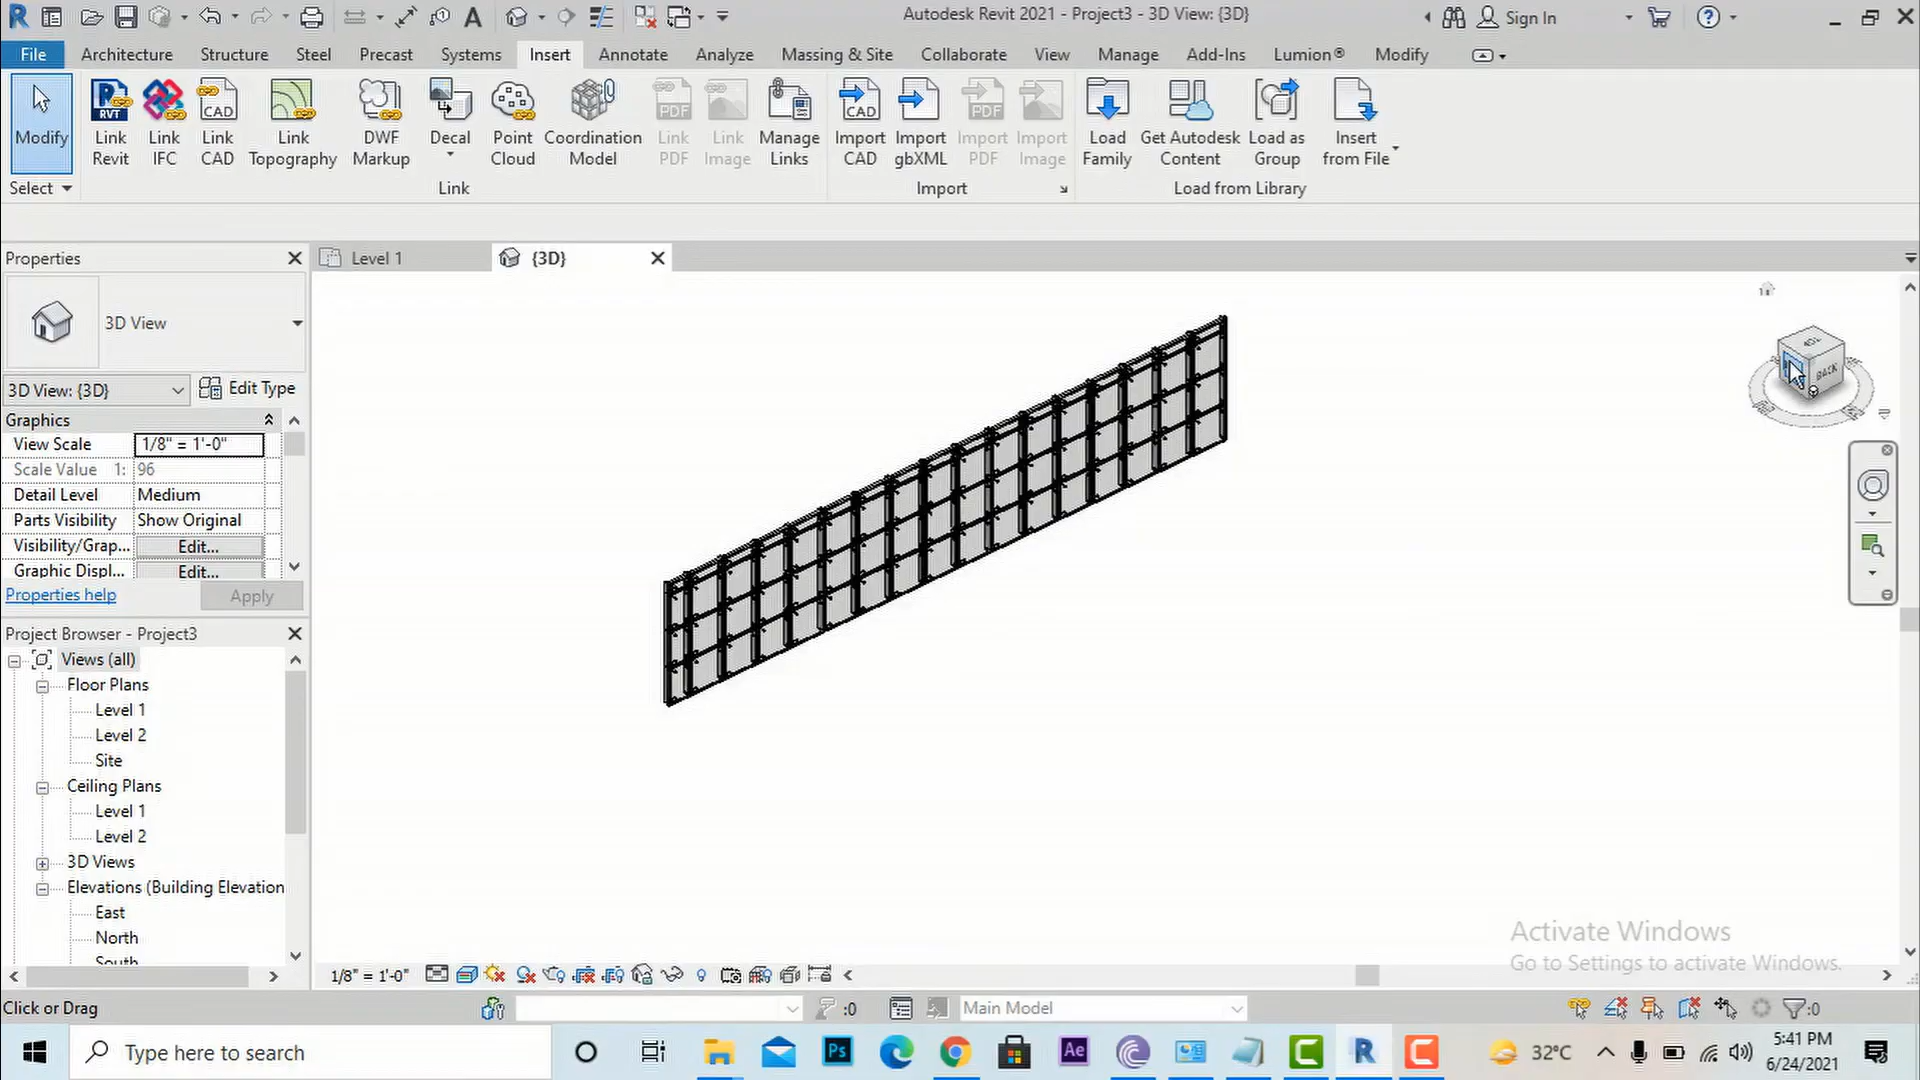 Autodesk Revit 2021 - Project3 - 3D View: {3D}
Sign In
File
Architecture
Structure
Steel
Precast
Systems
Insert
Annotate
Analyze
Massing & Site
Collaborate
View
Manage
Add-Ins
Lumion®
Modify
Modify
Link Revit
Link IFC
Link CAD
Link Topography
DWF Markup
Decal
Point Cloud
Coordination Model
Link PDF
Link Image
Manage Links
Import CAD
Import gbXML
Import PDF
Import Image
Load Family
Get Autodesk Content
Load as Group
Insert from File
Select
Link
Import
Load from Library
Properties
Level 1
{3D}
3D View
3D View: {3D}
Edit Type
Graphics
View Scale
1/8" = 1'-0"
Scale Value 1:
96
Detail Level
Medium
Parts Visibility
Show Original
Visibility/Grap...
Edit...
Graphic Displ...
Edit...
Properties help
Apply
BACK
Project Browser - Project3
Views (all)
Floor Plans
Level 1
Level 2
Site
Ceiling Plans
Level 1
Level 2
3D Views
Elevations (Building Elevation
East
North
South
Activate Windows
Go to Settings to activate Windows.
1/8" = 1'-0"
Click or Drag
:0
Main Model
:0
Type here to search
32°C
5:41 PM
6/24/2021